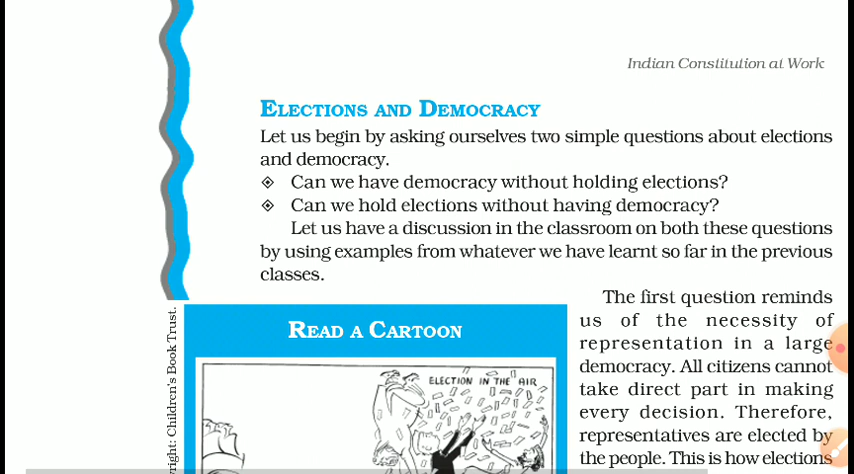 Indian Constitution at Work
ELECTIONS AND DEMOCRACY
Let us begin by asking ourselves two simple questions about elections
and democracy.
Can we have democracy without holding elections?
Can we hold elections without having democracy?
Let us have a discussion in the classroom on both these questions
by using examples from whatever we have learnt so far in the previous
classes.
READ A CARTOON
ELECTION IN THE AIR
right: Children's Book Trust.
The first question reminds
us of the necessity of
representation in a large
democracy. All citizens cannot
take direct part in making
every decision. Therefore,
representatives are elected by
the people. This is how elections